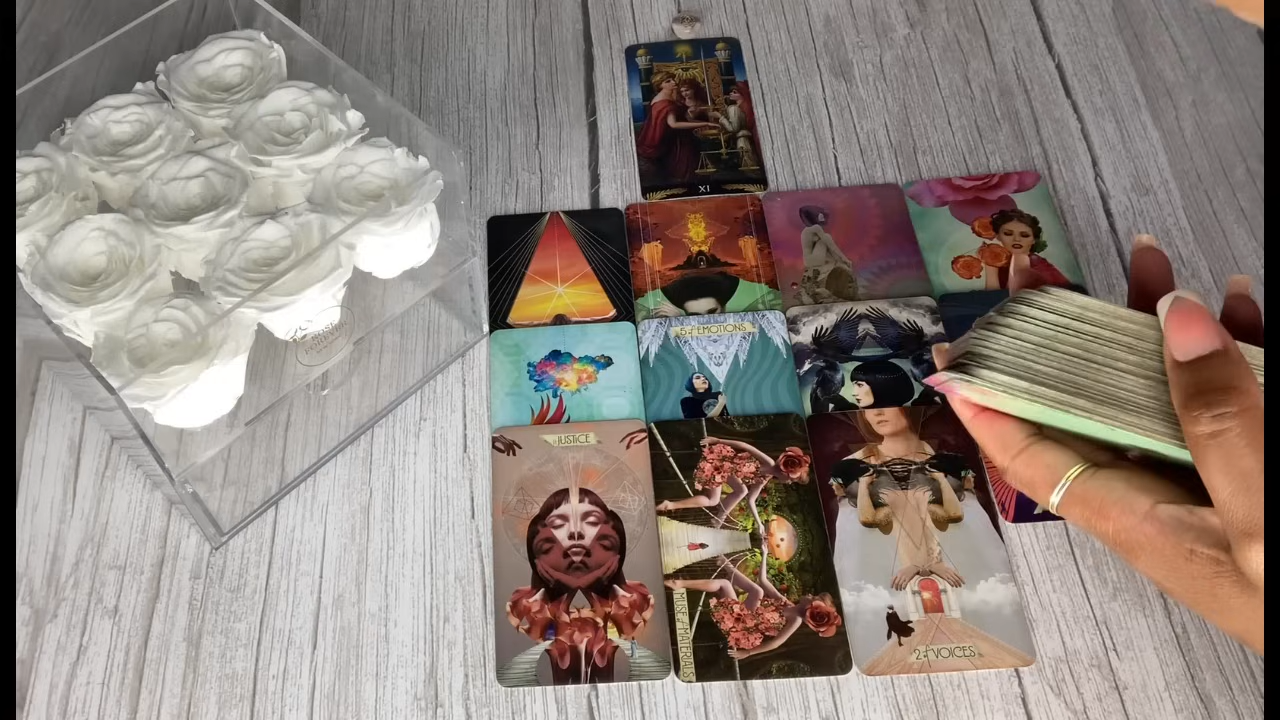 XI
5 of EMOTIONS
JUSTICE
MUSE of MATERIALS
2 of VOICES